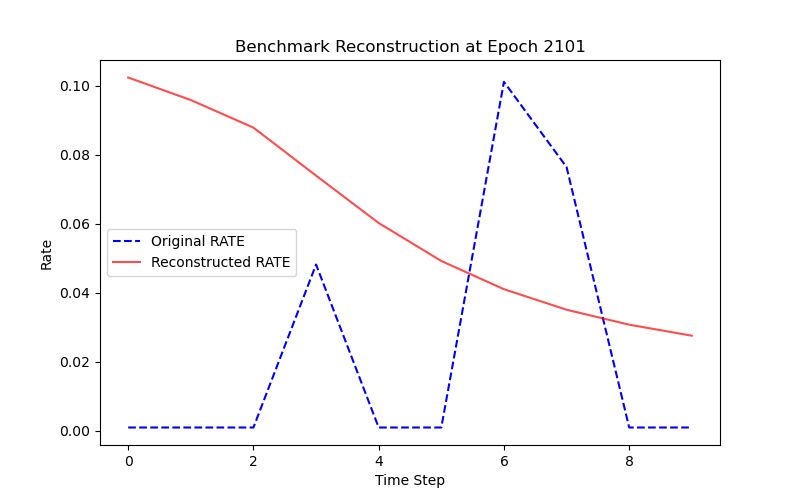 Benchmark Reconstruction at Epoch 2101
0.10
0.08
0.06
0.04
0.02
0.00
Rate
Original RATE
Reconstructed RATE
0 2 4 6 8
Time Step